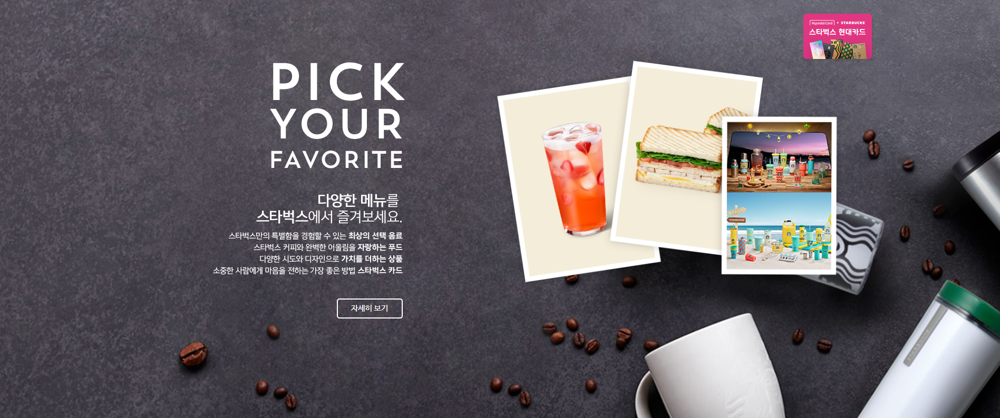 HyundaiCard + STARBUCKS
스타벅스 현대카드
PICK
YOUR
FAVORITE
다양한 메뉴를
스타벅스에서 즐겨보세요.
스타벅스만의 특별함을 경험할 수 있는 최상의 선택 음료
스타벅스 커피와 완벽한 어울림을 자랑하는 푸드
다양한 시도와 디자인으로 가치를 더하는 상품
소중한 사람에게 마음을 전하는 가장 좋은 방법 스타벅스 카드
자세히 보기
BEACH
STARBUCKS
STARBUCKS